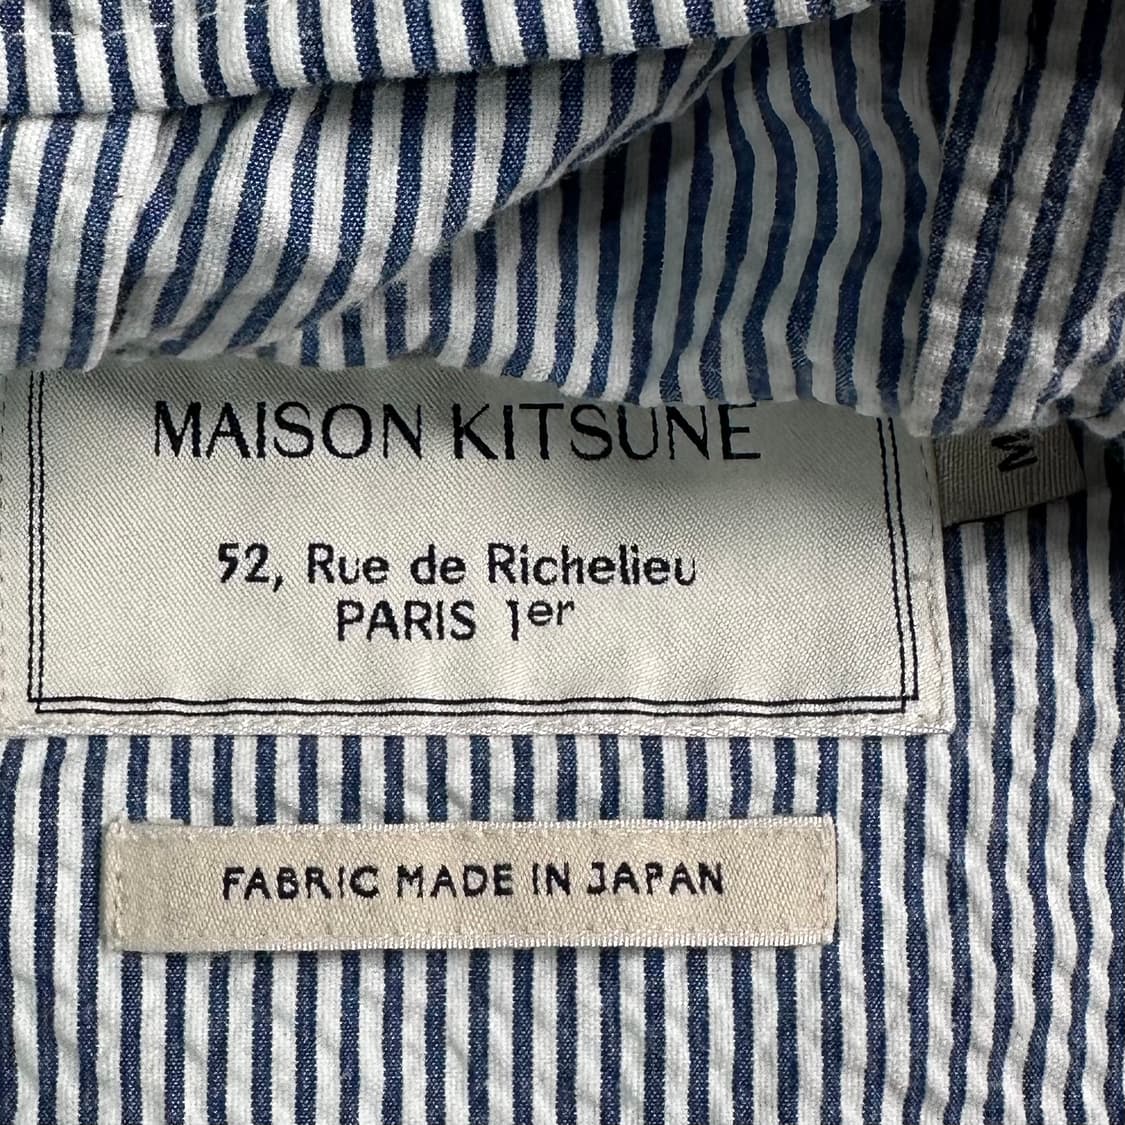 MAISON KITSUNE
M
52, Rue de Richelieu
PARIS 1er
FABRIC MADE IN JAPAN